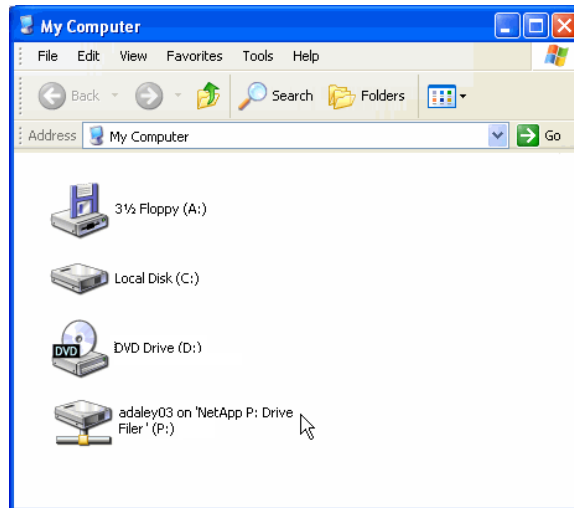 My Computer
File Edit View Favorites Tools Help
Back Search Folders
Address My Computer Go
3½ Floppy (A:)
Local Disk (C:)
DVD Drive (D:)
DVD
adaley03 on 'NetApp P: Drive
Filer' (P:)